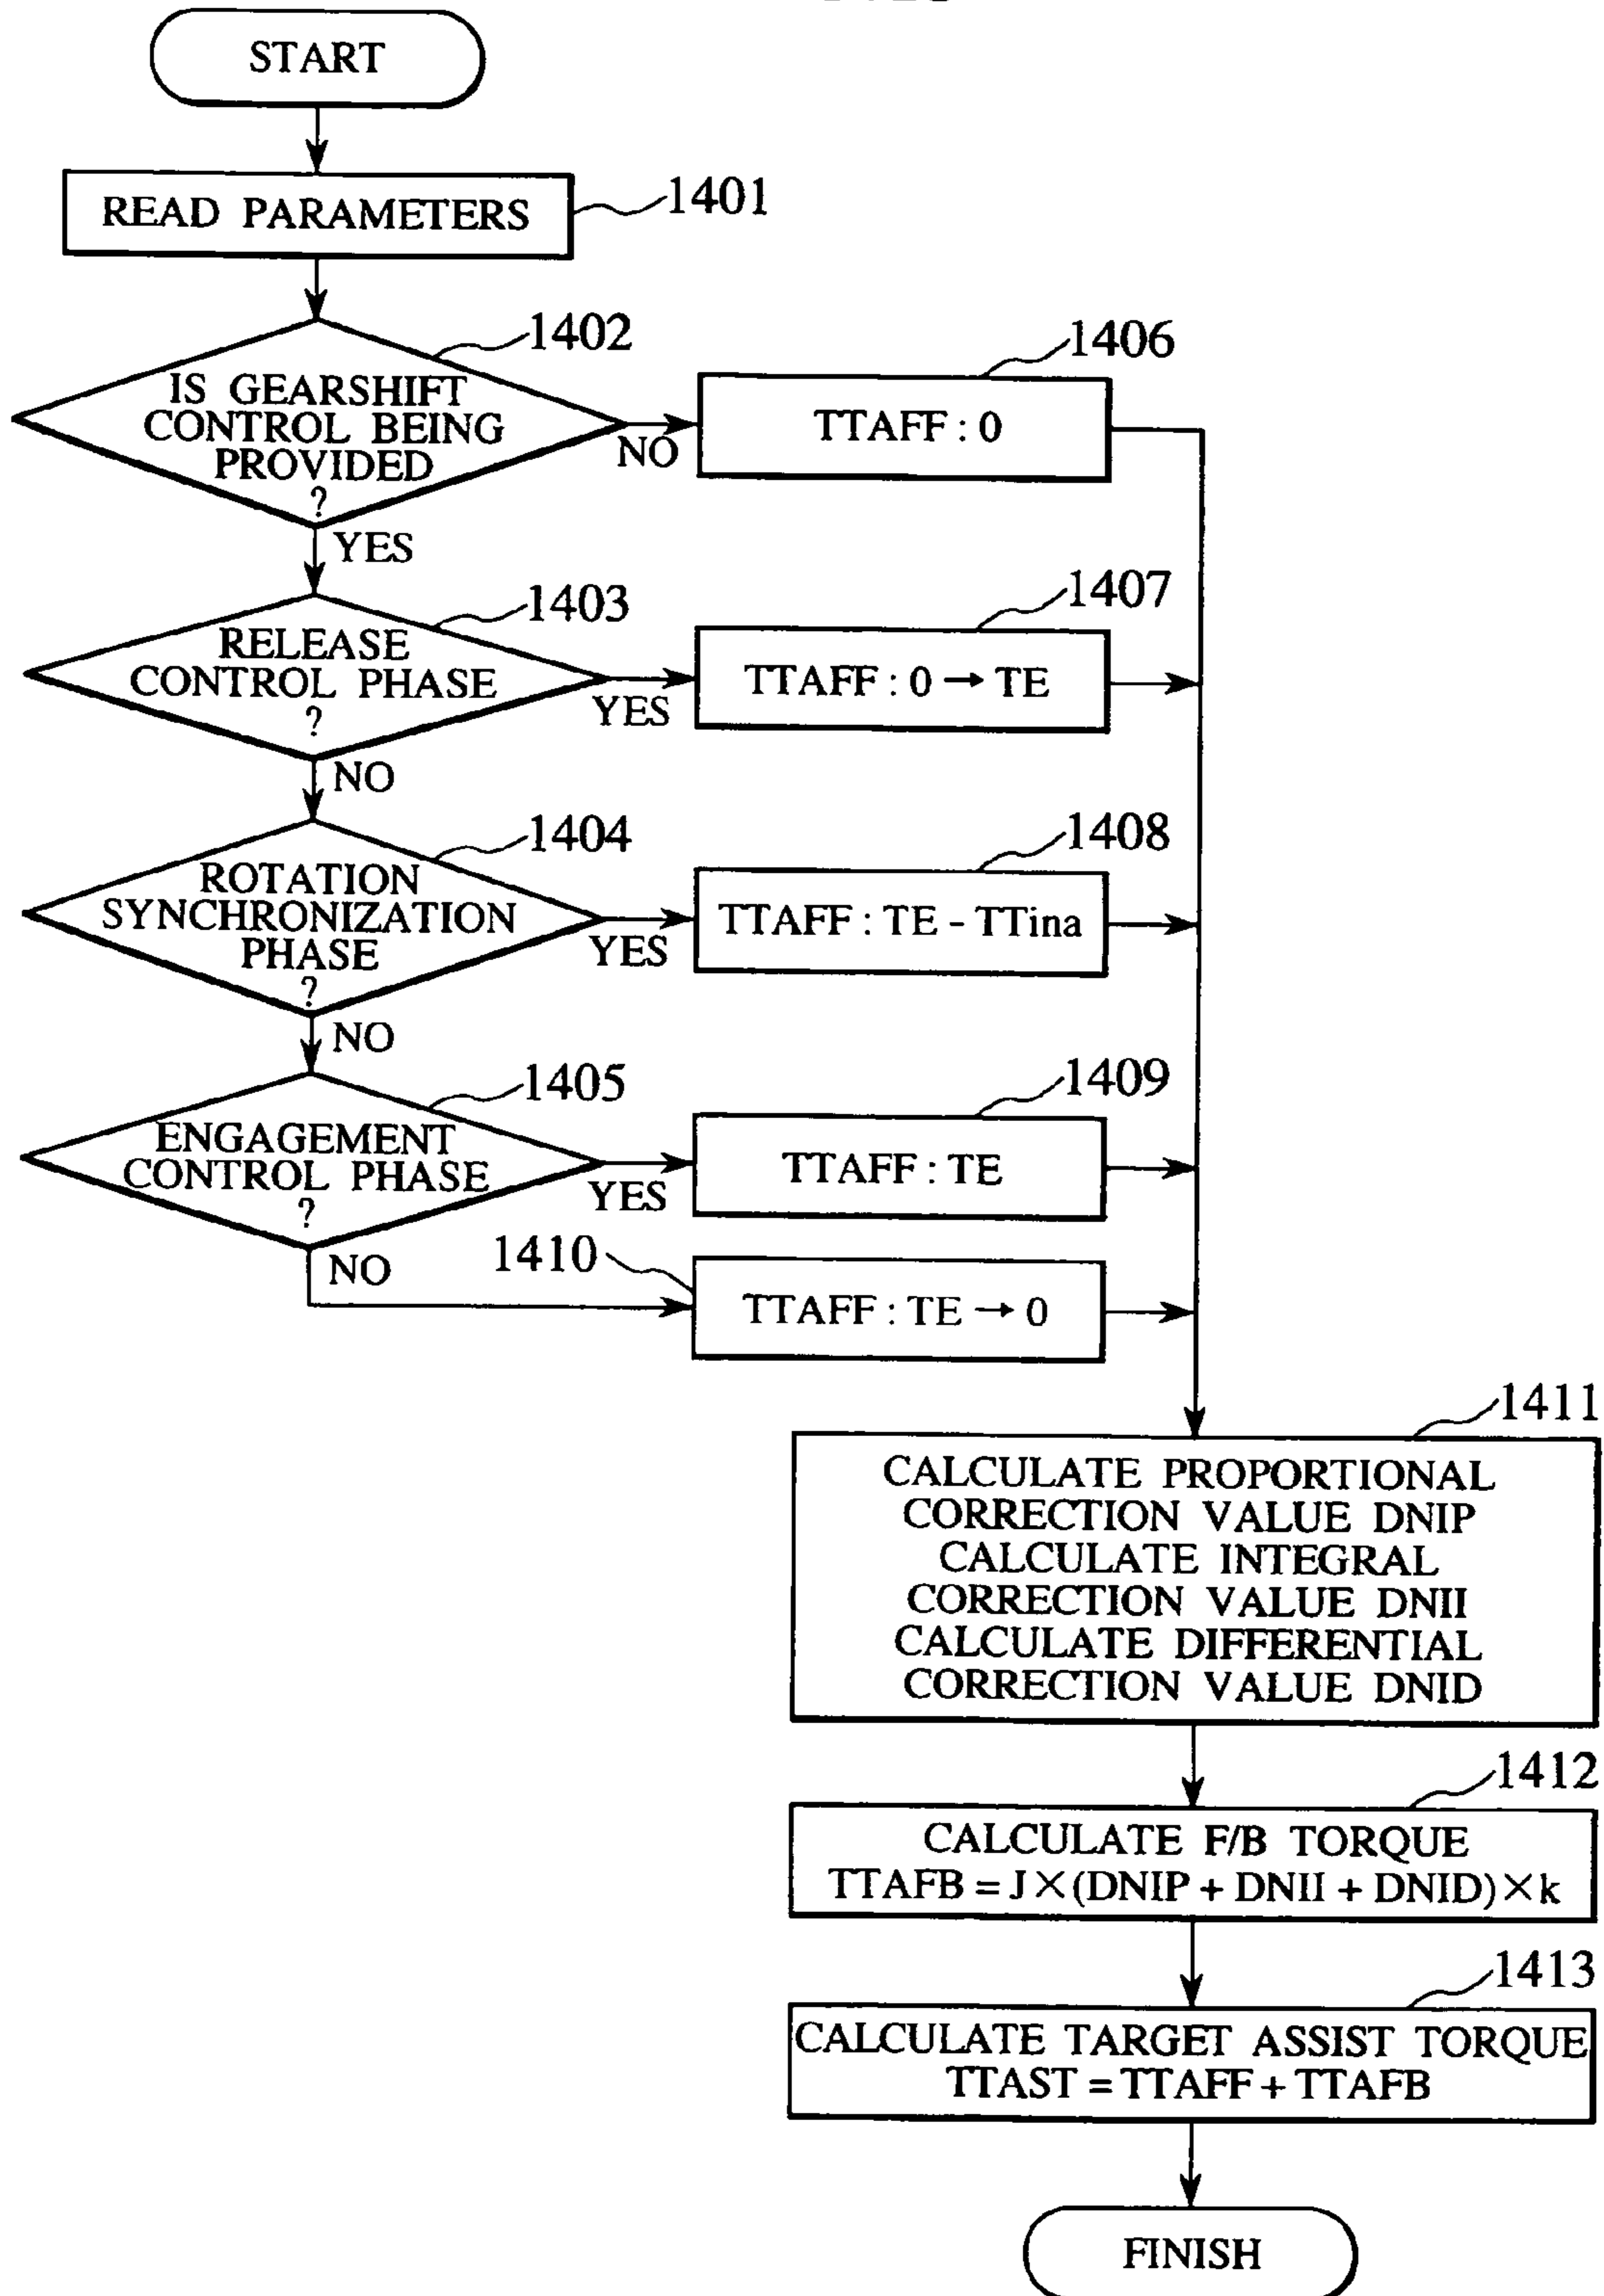 START
READ PARAMETERS
1401
1402
IS GEARSHIFT
CONTROL BEING
PROVIDED
?
NO
YES
1406
TTAFF : 0
1403
RELEASE
CONTROL PHASE
?
YES
NO
1407
TTAFF : 0 → TE
1404
ROTATION
SYNCHRONIZATION
PHASE
?
YES
NO
1408
TTAFF : TE - TTina
1405
ENGAGEMENT
CONTROL PHASE
?
YES
NO
1409
TTAFF : TE
1410
TTAFF : TE → 0
1411
CALCULATE PROPORTIONAL
CORRECTION VALUE DNIP
CALCULATE INTEGRAL
CORRECTION VALUE DNII
CALCULATE DIFFERENTIAL
CORRECTION VALUE DNID
1412
CALCULATE F/B TORQUE
TTAFB = J×(DNIP + DNII + DNID)×k
1413
CALCULATE TARGET ASSIST TORQUE
TTAST = TTAFF + TTAFB
FINISH